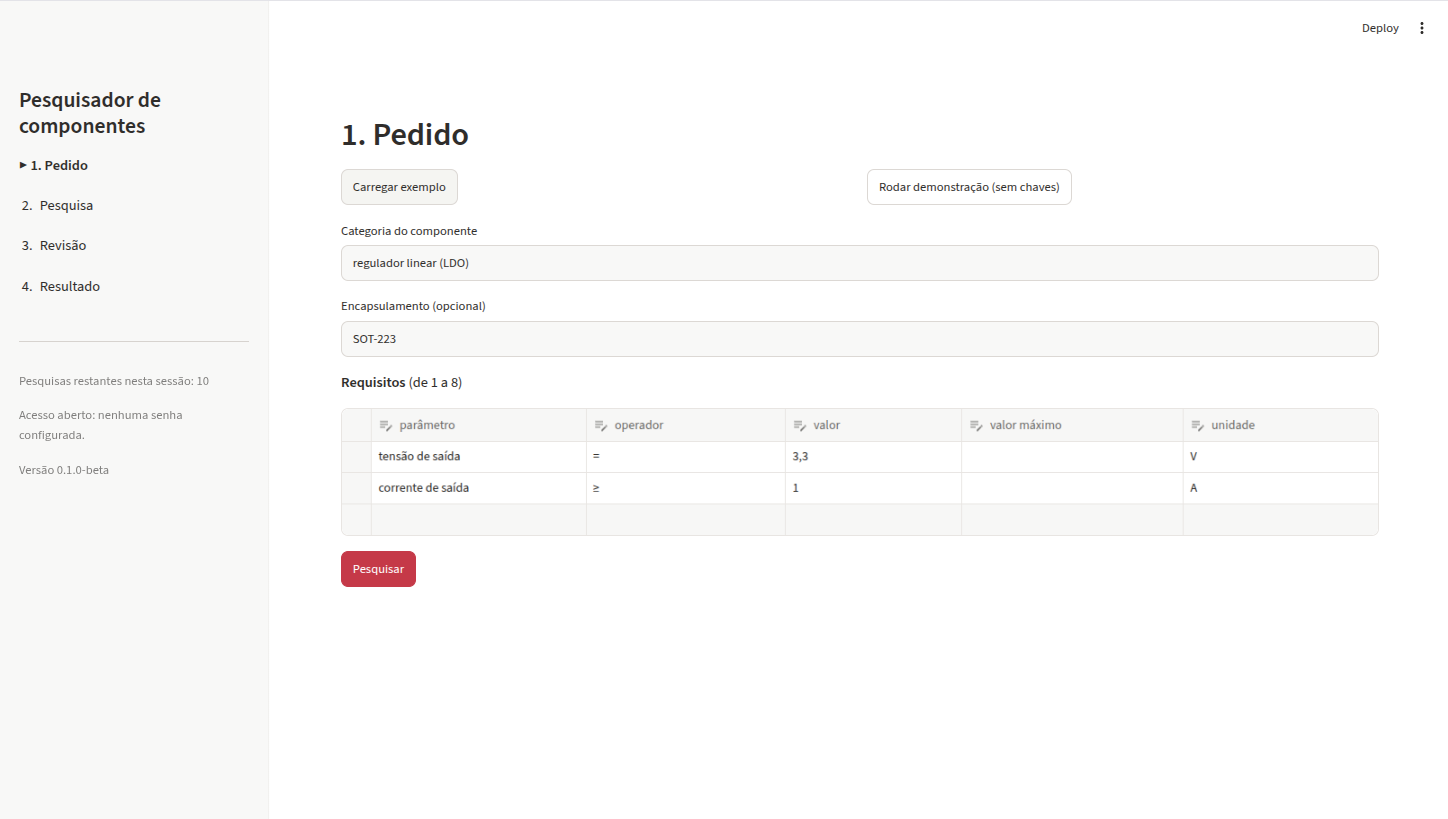 Deploy
Pesquisador de
componentes
▸ 1. Pedido
2. Pesquisa
3. Revisão
4. Resultado
Pesquisas restantes nesta sessão: 10
Acesso aberto: nenhuma senha
configurada.
Versão 0.1.0-beta
1. Pedido
Carregar exemplo
Rodar demonstração (sem chaves)
Categoria do componente
regulador linear (LDO)
Encapsulamento (opcional)
SOT-223
Requisitos (de 1 a 8)
parâmetro operador valor valor máximo unidade
tensão de saída = 3,3 V
corrente de saída ≥ 1 A
Pesquisar